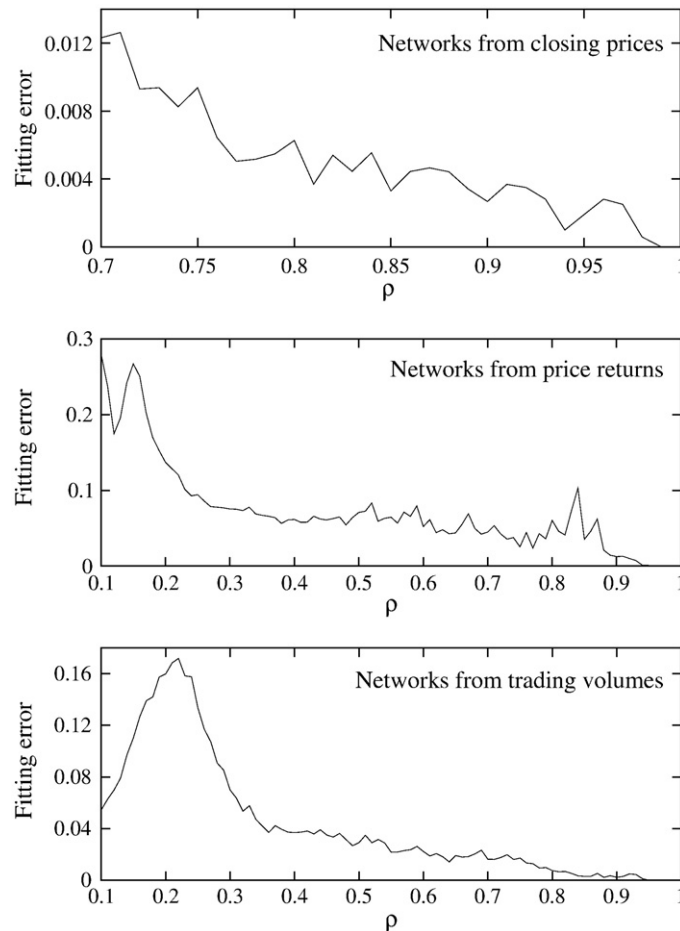 Networks from closing prices
0.012
0.008
0.004
0
Fitting error
0.7 0.75 0.8 0.85 0.9 0.95 1
ρ
Networks from price returns
0.3
0.2
0.1
0
Fitting error
0.1 0.2 0.3 0.4 0.5 0.6 0.7 0.8 0.9 1
ρ
Networks from trading volumes
0.16
0.12
0.08
0.04
0
Fitting error
0.1 0.2 0.3 0.4 0.5 0.6 0.7 0.8 0.9 1
ρ